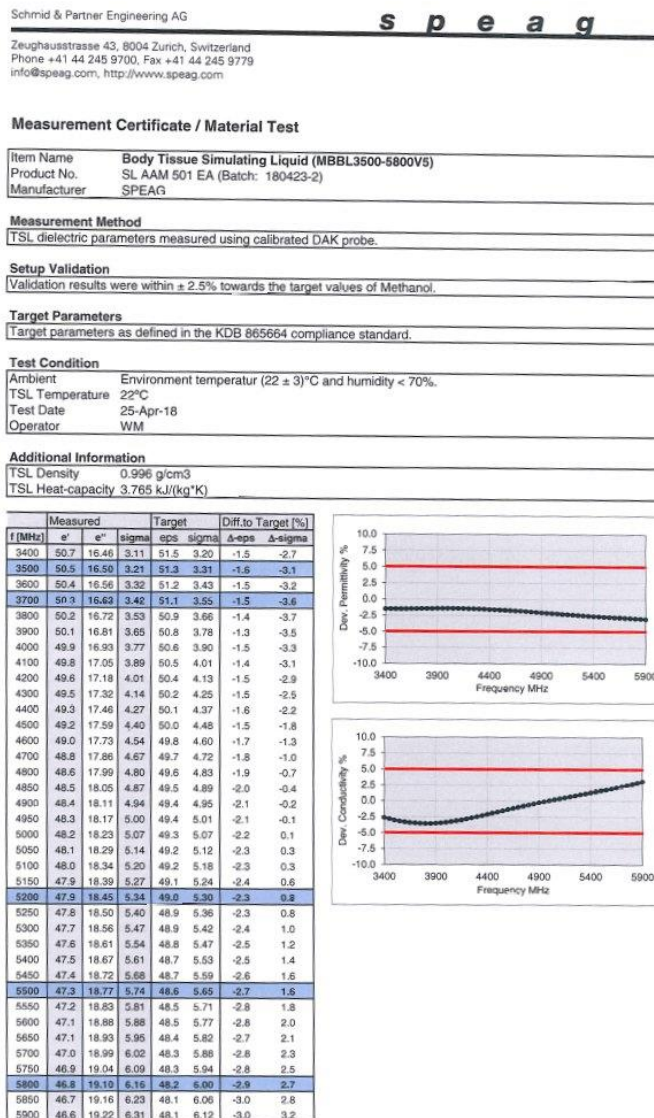 Schmid & Partner Engineering AG
s p e a g
Zeughausstrasse 43, 8004 Zurich, Switzerland
Phone +41 44 245 9700, Fax +41 44 245 9779
info@speag.com, http://www.speag.com
Measurement Certificate / Material Test
Item Name Body Tissue Simulating Liquid (MBBL3500-5800V5)
Product No. SL AAM 501 EA (Batch: 180423-2)
Manufacturer SPEAG
Measurement Method
TSL dielectric parameters measured using calibrated DAK probe.
Setup Validation
Validation results were within ± 2.5% towards the target values of Methanol.
Target Parameters
Target parameters as defined in the KDB 865664 compliance standard.
Test Condition
Ambient Environment temperatur (22 ± 3)°C and humidity < 70%.
TSL Temperature 22°C
Test Date 25-Apr-18
Operator WM
Additional Information
TSL Density 0.996 g/cm3
TSL Heat-capacity 3.765 kJ/(kg*K)
Measured Target Diff.to Target [%]
f [MHz] e' e" sigma eps sigma Δ-eps Δ-sigma
3400 50.7 16.46 3.11 51.5 3.20 -1.5 -2.7
3500 50.5 16.50 3.21 51.3 3.31 -1.6 -3.1
3600 50.4 16.56 3.32 51.2 3.43 -1.5 -3.2
3700 50.3 16.63 3.42 51.1 3.55 -1.5 -3.6
3800 50.2 16.72 3.53 50.9 3.66 -1.4 -3.7
3900 50.1 16.81 3.65 50.8 3.78 -1.3 -3.5
4000 49.9 16.93 3.77 50.6 3.90 -1.5 -3.3
4100 49.8 17.05 3.89 50.5 4.01 -1.4 -3.1
4200 49.6 17.18 4.01 50.4 4.13 -1.5 -2.9
4300 49.5 17.32 4.14 50.2 4.25 -1.5 -2.5
4400 49.3 17.46 4.27 50.1 4.37 -1.6 -2.2
4500 49.2 17.59 4.40 50.0 4.48 -1.5 -1.8
4600 49.0 17.73 4.54 49.8 4.60 -1.7 -1.3
4700 48.8 17.86 4.67 49.7 4.72 -1.8 -1.0
4800 48.6 17.99 4.80 49.6 4.83 -1.9 -0.7
4850 48.5 18.05 4.87 49.5 4.89 -2.0 -0.4
4900 48.4 18.11 4.94 49.4 4.95 -2.1 -0.2
4950 48.3 18.17 5.00 49.4 5.01 -2.1 -0.1
5000 48.2 18.23 5.07 49.3 5.07 -2.2 0.1
5050 48.1 18.29 5.14 49.2 5.12 -2.3 0.3
5100 48.0 18.34 5.20 49.2 5.18 -2.3 0.3
5150 47.9 18.39 5.27 49.1 5.24 -2.4 0.6
5200 47.9 18.45 5.34 49.0 5.30 -2.3 0.8
5250 47.8 18.50 5.40 48.9 5.36 -2.3 0.8
5300 47.7 18.56 5.47 48.9 5.42 -2.4 1.0
5350 47.6 18.61 5.54 48.8 5.47 -2.5 1.2
5400 47.5 18.67 5.61 48.7 5.53 -2.5 1.4
5450 47.4 18.72 5.68 48.7 5.59 -2.6 1.6
5500 47.3 18.77 5.74 48.6 5.65 -2.7 1.6
5550 47.2 18.83 5.81 48.5 5.71 -2.8 1.8
5600 47.1 18.88 5.88 48.5 5.77 -2.8 2.0
5650 47.1 18.93 5.95 48.4 5.82 -2.7 2.1
5700 47.0 18.99 6.02 48.3 5.88 -2.8 2.3
5750 46.9 19.04 6.09 48.3 5.94 -2.8 2.5
5800 46.8 19.10 6.16 48.2 6.00 -2.9 2.7
5850 46.7 19.16 6.23 48.1 6.06 -3.0 2.8
5900 46.6 19.22 6.31 48.1 6.12 -3.0 3.2
Dev. Permittivity %
10.0
7.5
5.0
2.5
0.0
-2.5
-5.0
-7.5
-10.0
3400 3900 4400 4900 5400 5900
Frequency MHz
Dev. Conductivity %
10.0
7.5
5.0
2.5
0.0
-2.5
-5.0
-7.5
-10.0
3400 3900 4400 4900 5400 5900
Frequency MHz